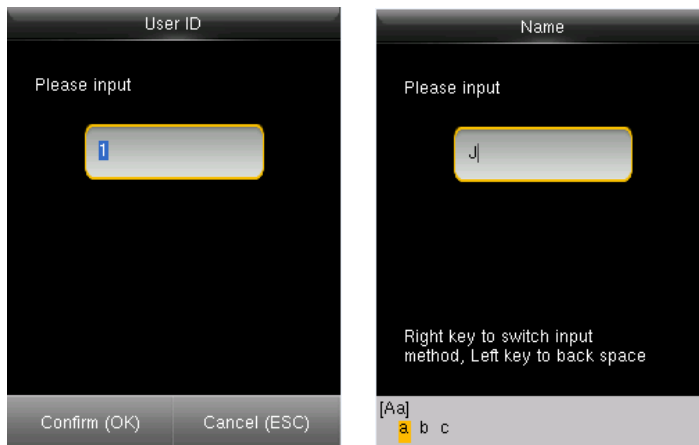 User ID
Please input
1
Confirm (OK) Cancel (ESC)
Name
Please input
J
Right key to switch input
method, Left key to back space
[Aa]
a b c